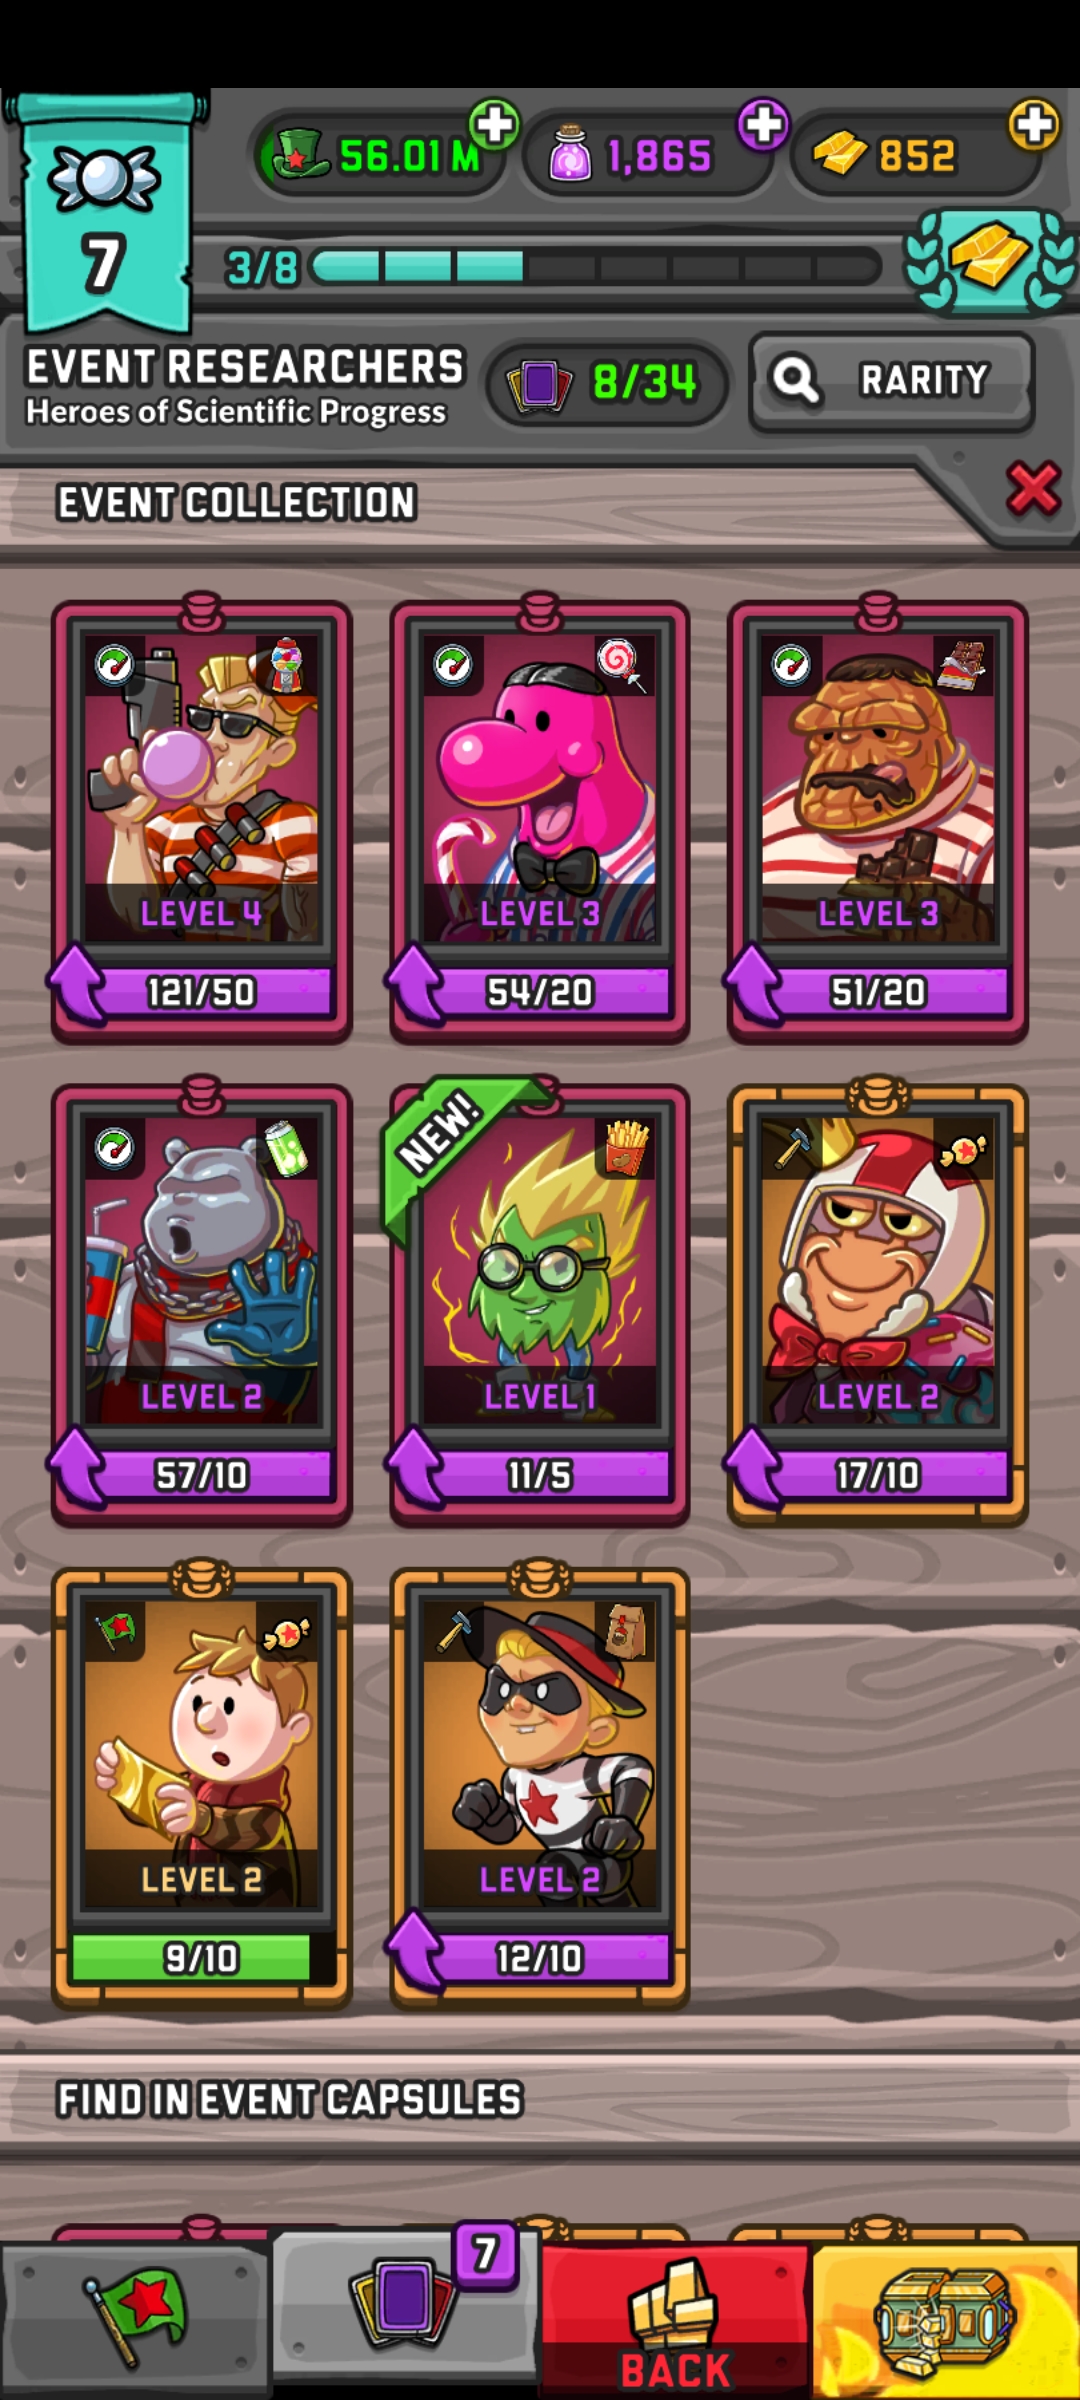 56.01 M
1,865
852
7
3/8
EVENT RESEARCHERS
Heroes of Scientific Progress
8/34
RARITY
EVENT COLLECTION
LEVEL 4
LEVEL 3
LEVEL 3
121/50
54/20
51/20
NEW!
LEVEL 2
LEVEL 1
LEVEL 2
57/10
11/5
17/10
LEVEL 2
LEVEL 2
9/10
12/10
FIND IN EVENT CAPSULES
7
BACK